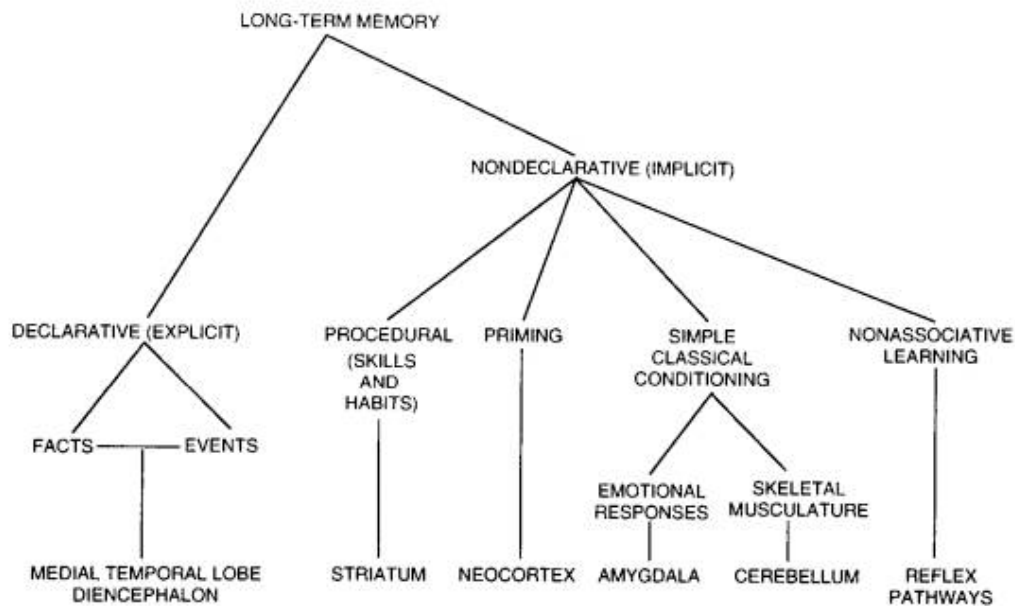 LONG-TERM MEMORY
NONDECLARATIVE (IMPLICIT)
DECLARATIVE (EXPLICIT)
PROCEDURAL
(SKILLS
AND
HABITS)
PRIMING
SIMPLE
CLASSICAL
CONDITIONING
NONASSOCIATIVE
LEARNING
FACTS
EVENTS
EMOTIONAL
RESPONSES
SKELETAL
MUSCULATURE
MEDIAL TEMPORAL LOBE
DIENCEPHALON
STRIATUM
NEOCORTEX
AMYGDALA
CEREBELLUM
REFLEX
PATHWAYS